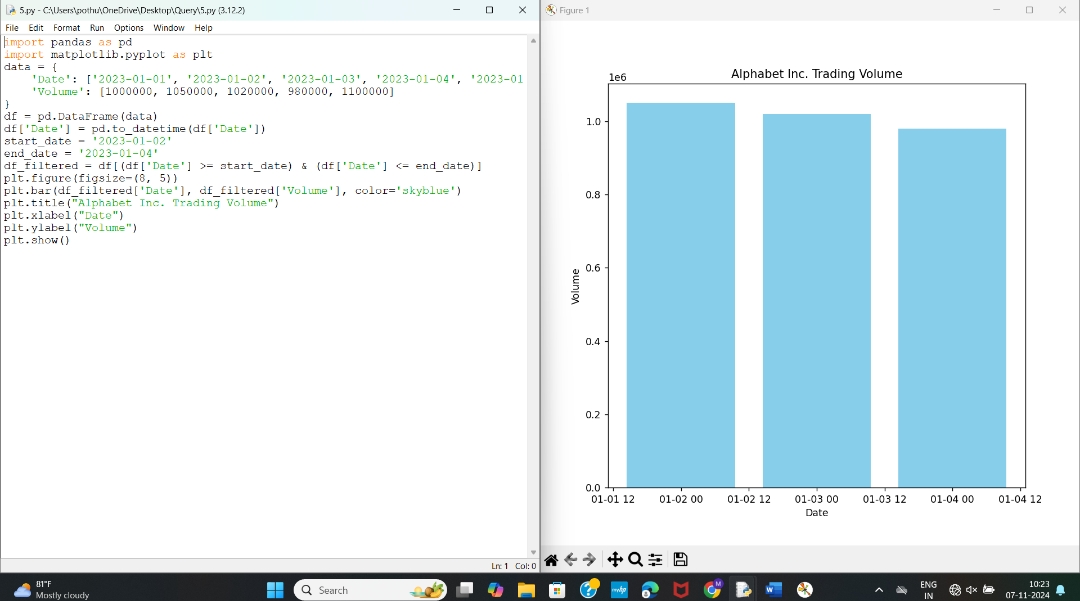 5.py - C:\Users\pothu\OneDrive\Desktop\Query\5.py (3.12.2)
File Edit Format Run Options Window Help
import pandas as pd
import matplotlib.pyplot as plt
data = {
    'Date': ['2023-01-01', '2023-01-02', '2023-01-03', '2023-01-04', '2023-01
    'Volume': [1000000, 1050000, 1020000, 980000, 1100000]
}
df = pd.DataFrame(data)
df['Date'] = pd.to_datetime(df['Date'])
start_date = '2023-01-02'
end_date = '2023-01-04'
df_filtered = df[(df['Date'] >= start_date) & (df['Date'] <= end_date)]
plt.figure(figsize=(8, 5))
plt.bar(df_filtered['Date'], df_filtered['Volume'], color='skyblue')
plt.title("Alphabet Inc. Trading Volume")
plt.xlabel("Date")
plt.ylabel("Volume")
plt.show()
Ln: 1 Col: 0
Figure 1
Alphabet Inc. Trading Volume
1e6
1.0
0.8
0.6
0.4
0.2
0.0
Volume
01-01 12 01-02 00 01-02 12 01-03 00 01-03 12 01-04 00 01-04 12
Date
81°F
Mostly cloudy
Search
ENG
IN
10:23
07-11-2024